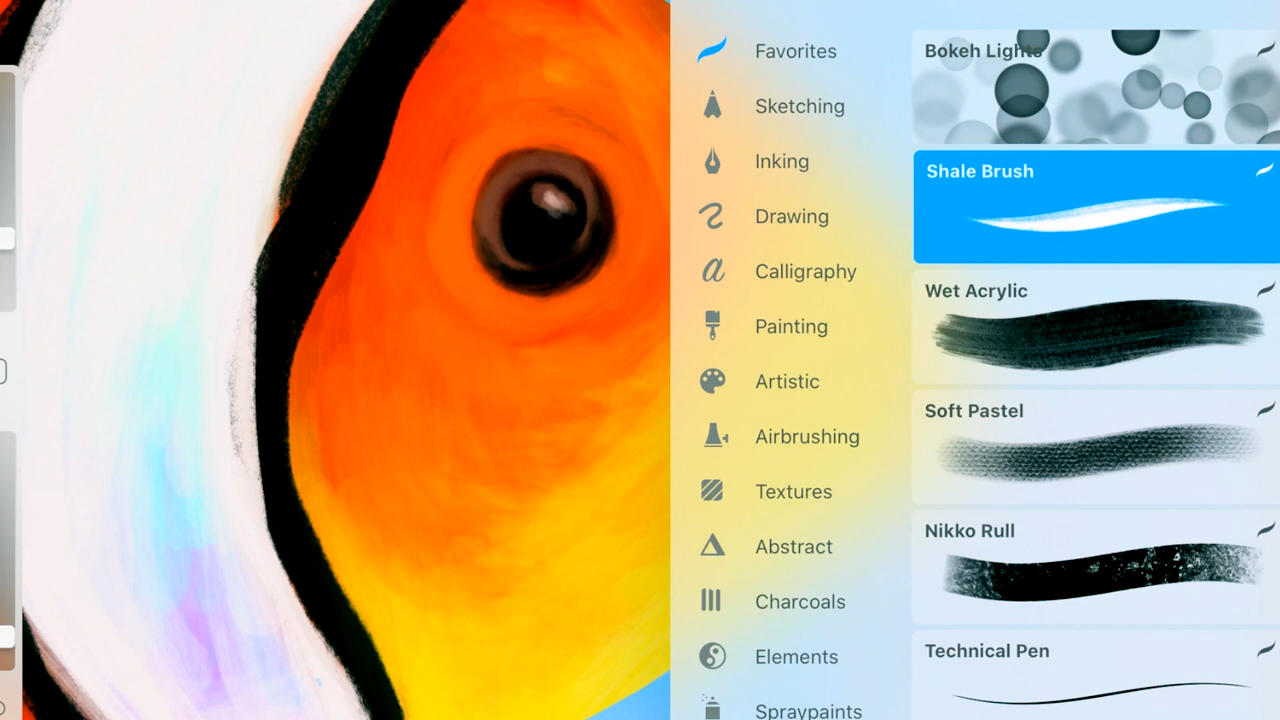 Favorites
Sketching
Inking
Drawing
Calligraphy
Painting
Artistic
Airbrushing
Textures
Abstract
Charcoals
Elements
Spraypaints
Bokeh Lights
Shale Brush
Wet Acrylic
Soft Pastel
Nikko Rull
Technical Pen